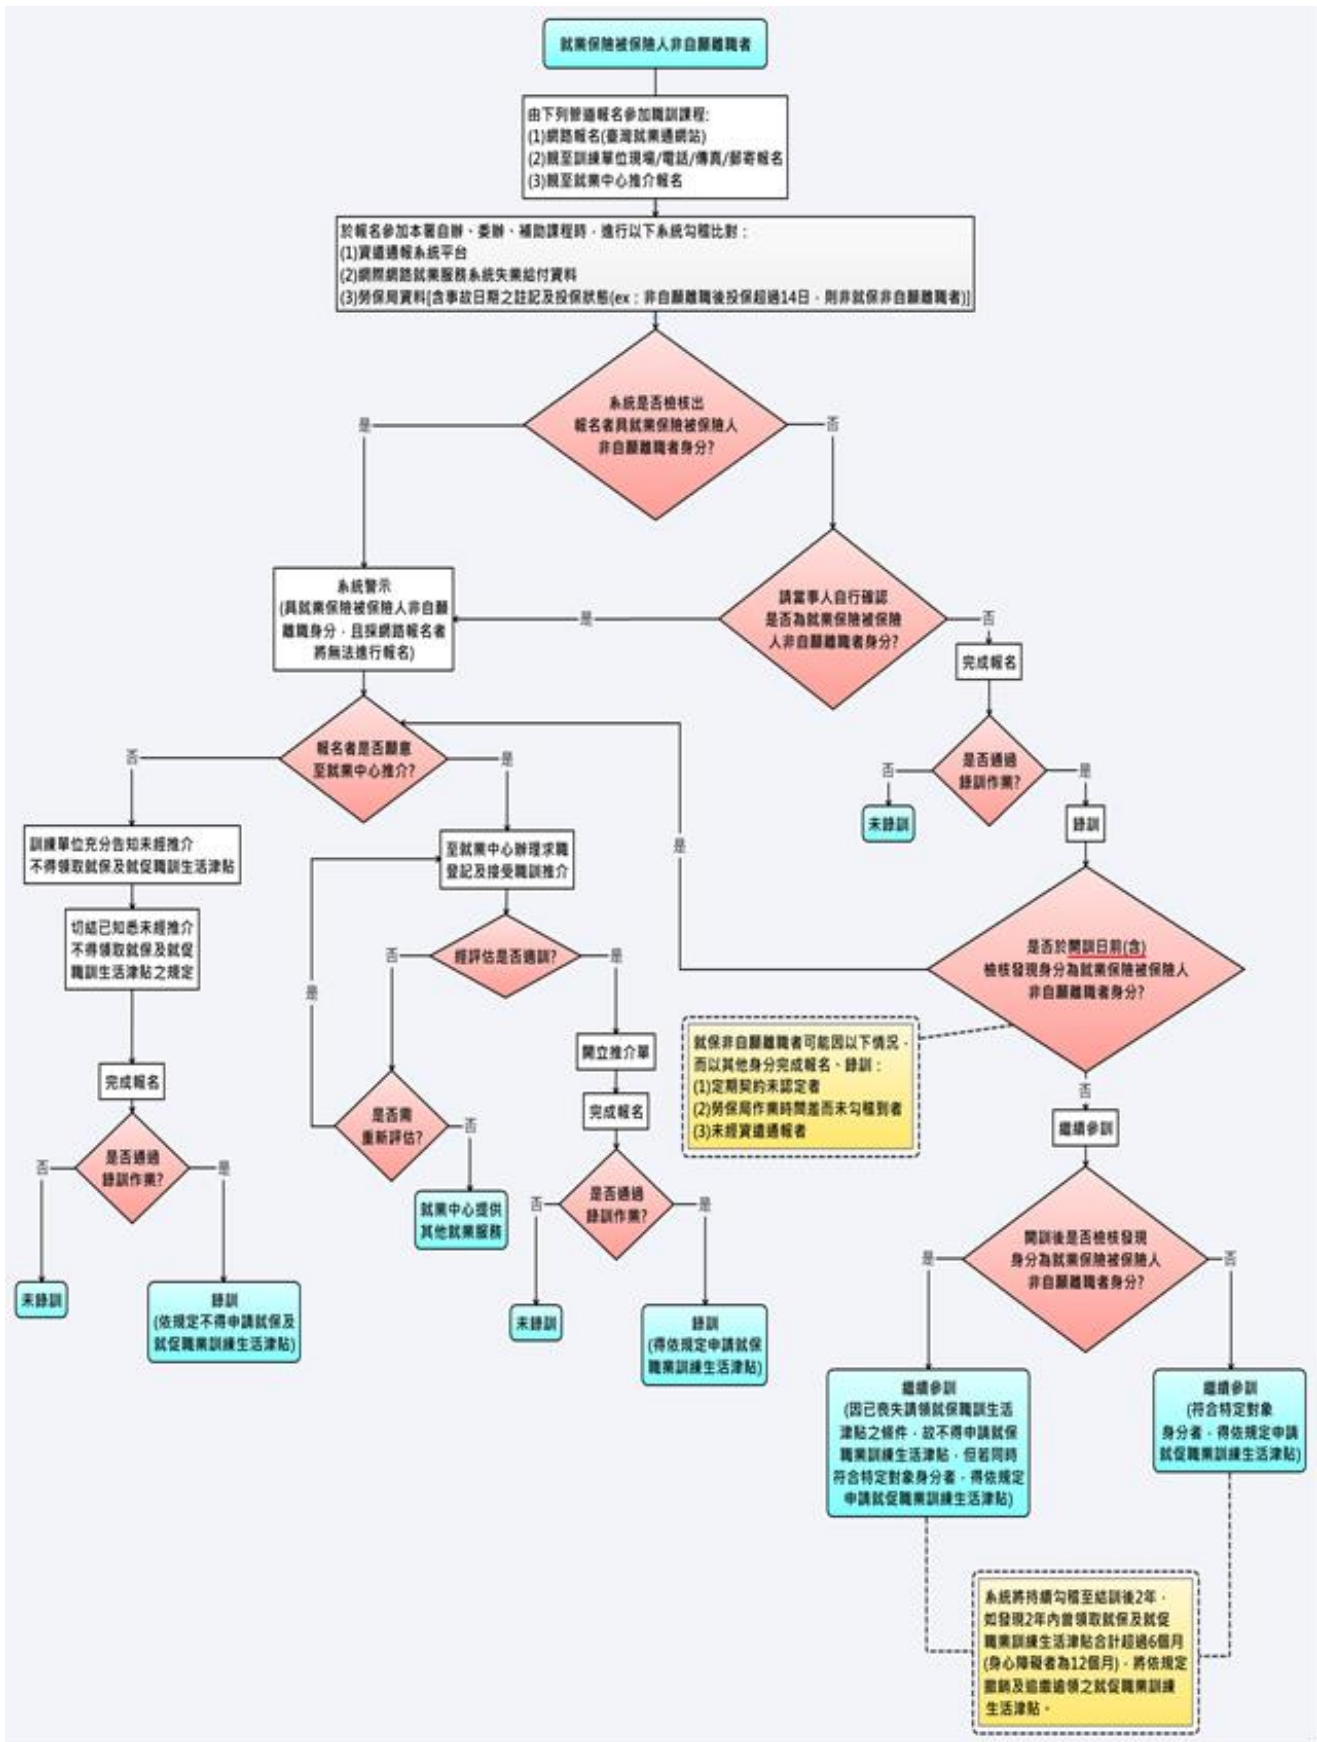 就業保險被保險人非自願離職者
由下列管道報名參加職訓課程:
(1)網路報名(臺灣就業通網站)
(2)親至訓練單位現場/電話/傳真/郵寄報名
(3)親至就業中心推介報名
於報名參加本署自辦、委辦、補助課程時，進行以下系統勾稽比對：
(1)資遣通報系統平台
(2)網際網路就業服務系統失業給付資料
(3)勞保局資料[含事故日期之註記及投保狀態(ex：非自願離職後投保超過14日，則非就保非自願離職者)]
系統是否檢核出
報名者具就業保險被保險人
非自願離職者身分?
是
否
系統警示
(具就業保險被保險人非自願
離職身分，且採網路報名者
將無法進行報名)
是
請當事人自行確認
是否為就業保險被保險
人非自願離職者身分?
否
完成報名
報名者是否願意
至就業中心推介?
否
是
是否通過
錄訓作業?
否
是
未錄訓
錄訓
訓練單位充分告知未經推介
不得領取就保及就促職訓生活津貼
至就業中心辦理求職
登記及接受職訓推介
是
切結已知悉未經推介
不得領取就保及就促
職訓生活津貼之規定
經評估是否適訓?
否
是
是
是否於開訓日前(含)
檢核發現身分為就業保險被保險人
非自願離職者身分?
否
開立推介單
完成報名
就保非自願離職者可能因以下情況，
而以其他身分完成報名、錄訓：
(1)定期契約未認定者
(2)勞保局作業時間差而未勾稽到者
(3)未經資遣通報者
完成報名
是否需
重新評估?
否
繼續參訓
是否通過
錄訓作業?
否
是
就業中心提供
其他就業服務
是否通過
錄訓作業?
否
是
開訓後是否檢核發現
身分為就業保險被保險人
非自願離職者身分?
是
否
未錄訓
錄訓
(依規定不得申請就保及
就促職業訓練生活津貼)
未錄訓
錄訓
(得依規定申請就保
職業訓練生活津貼)
繼續參訓
(因已喪失請領就保職訓生活
津貼之條件，故不得申請就保
職業訓練生活津貼，但若同時
符合特定對象身分者，得依規定
申請就促職業訓練生活津貼)
繼續參訓
(符合特定對象
身分者，得依規定申請
就促職業訓練生活津貼)
系統將持續勾稽至結訓後2年，
如發現2年內曾領取就保及就促
職業訓練生活津貼合計超過6個月
(身心障礙者為12個月)，將依規定
撤銷及追繳逾領之就促職業訓練
生活津貼。